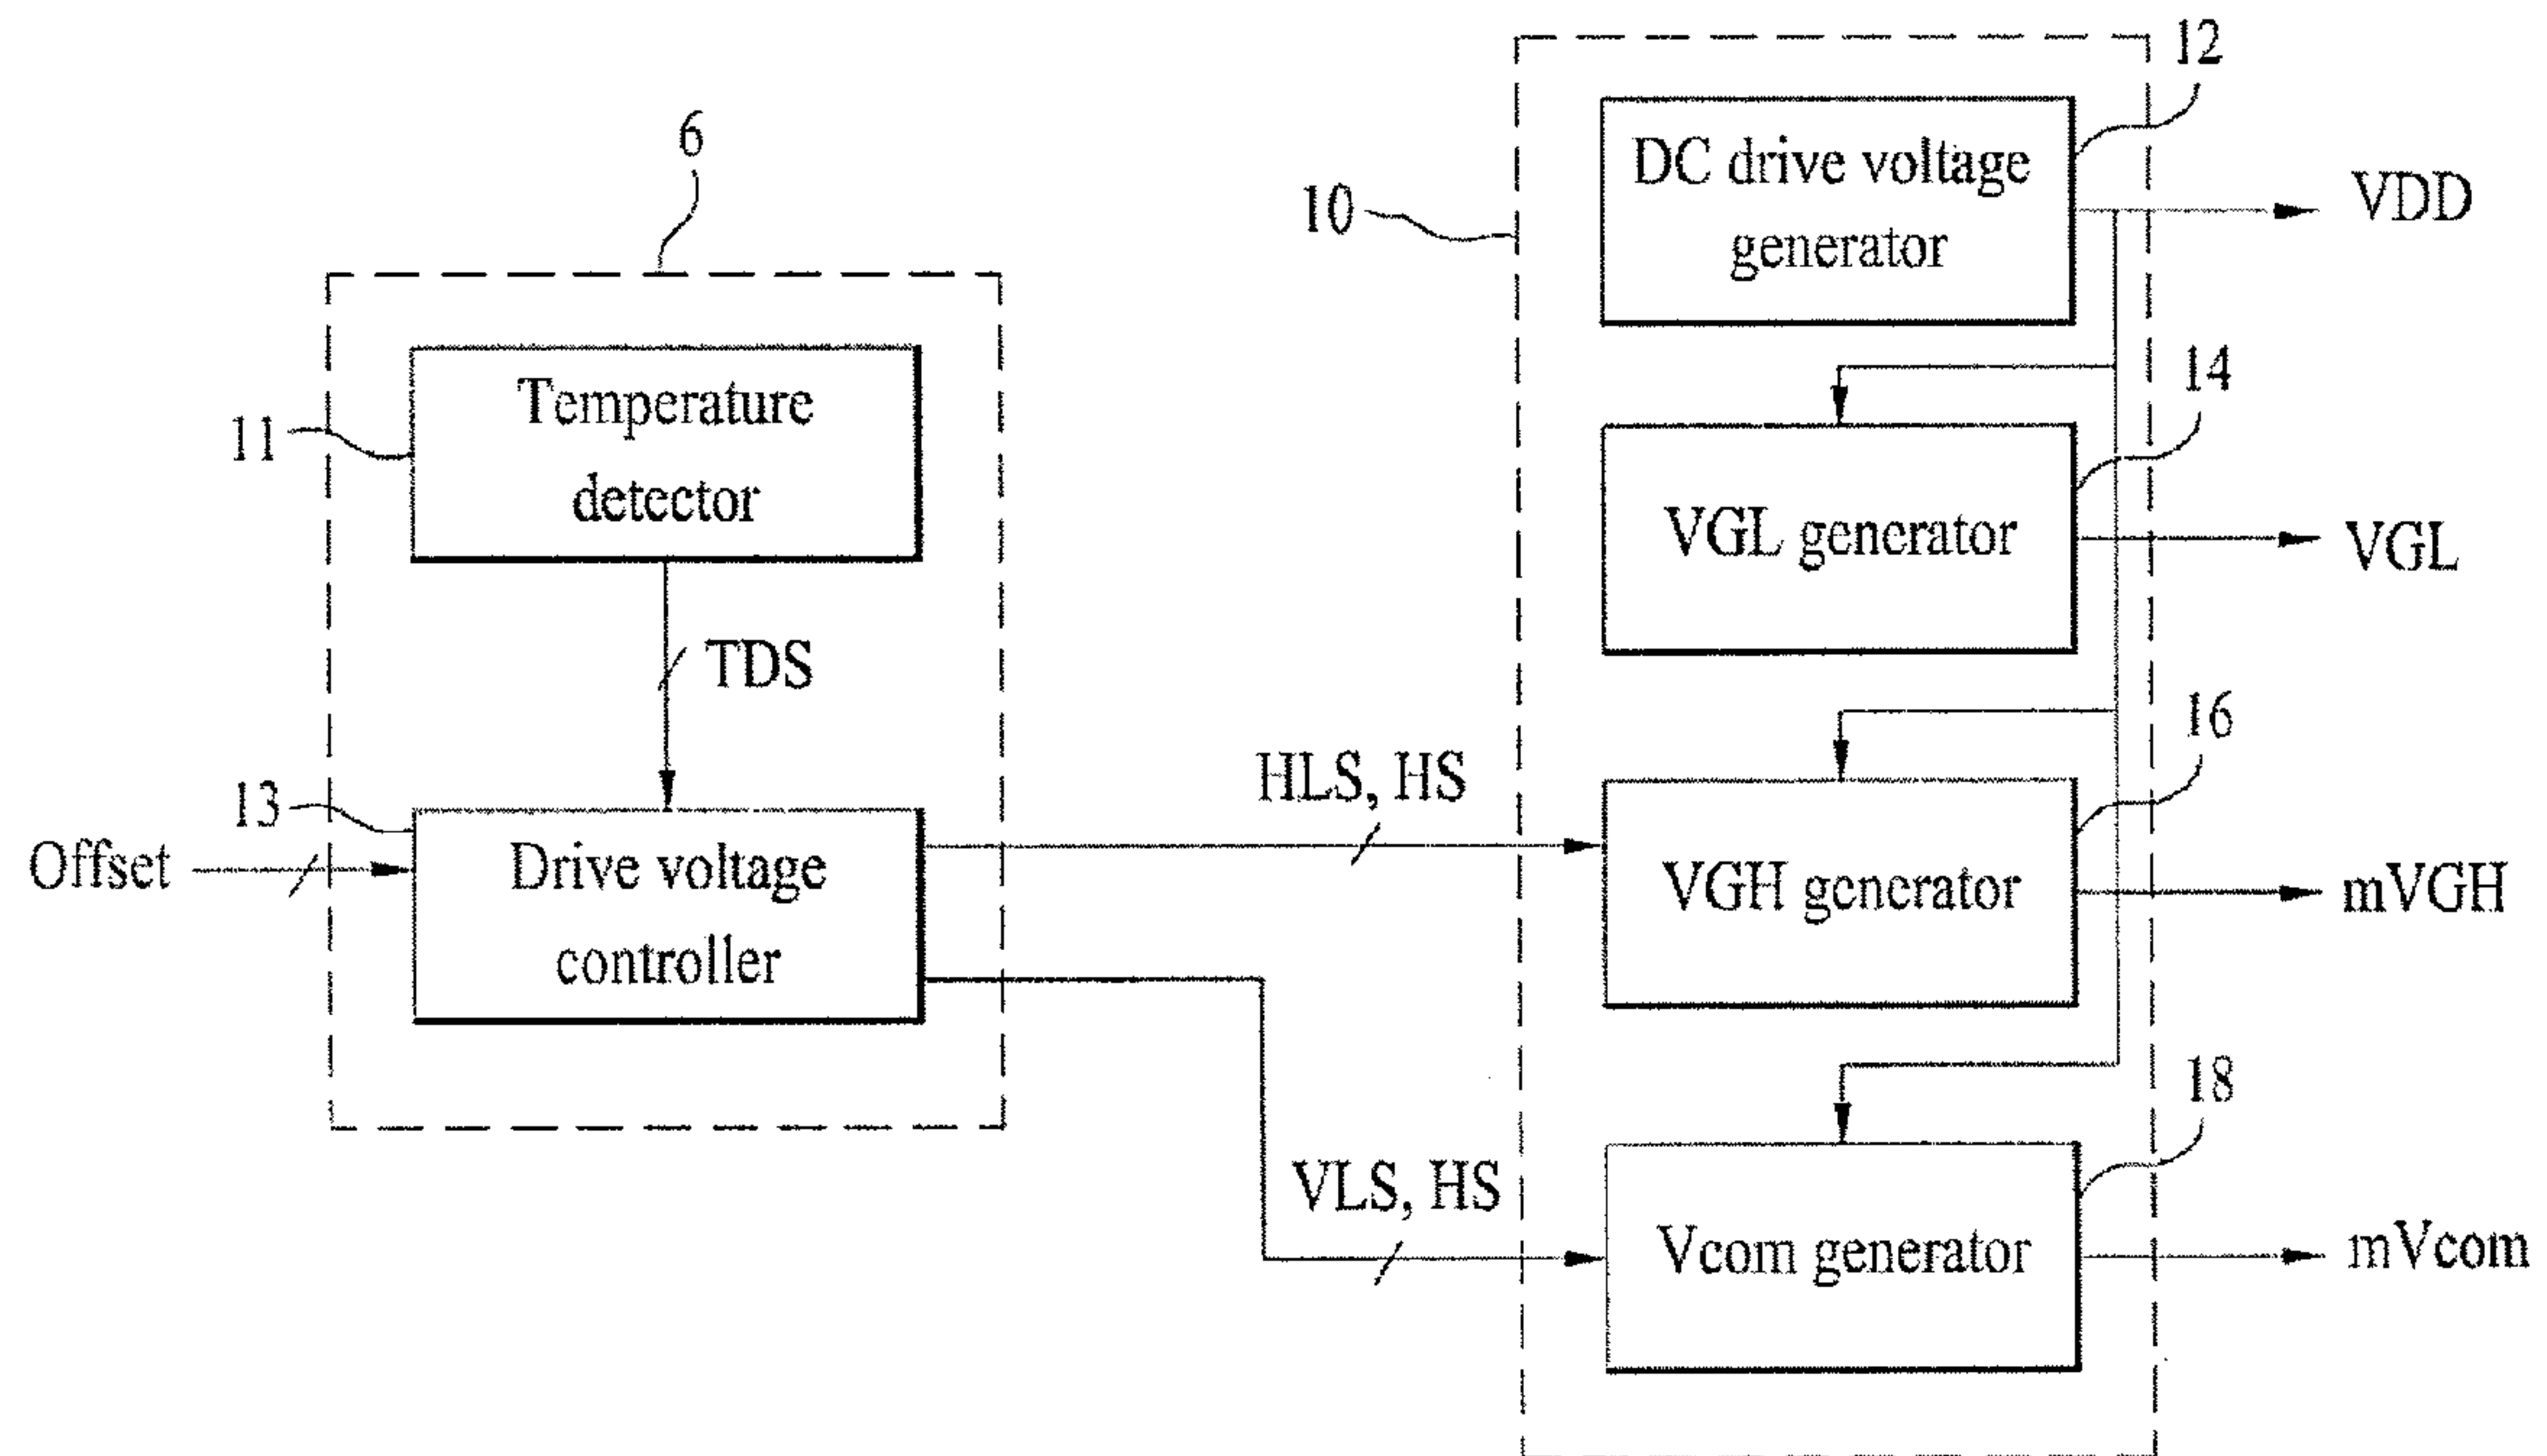 6
Temperature
detector
11
TDS
13
Offset
Drive voltage
controller
HLS, HS
VLS, HS
10
12
DC drive voltage
generator
VDD
14
VGL generator
VGL
16
VGH generator
mVGH
18
Vcom generator
mVcom